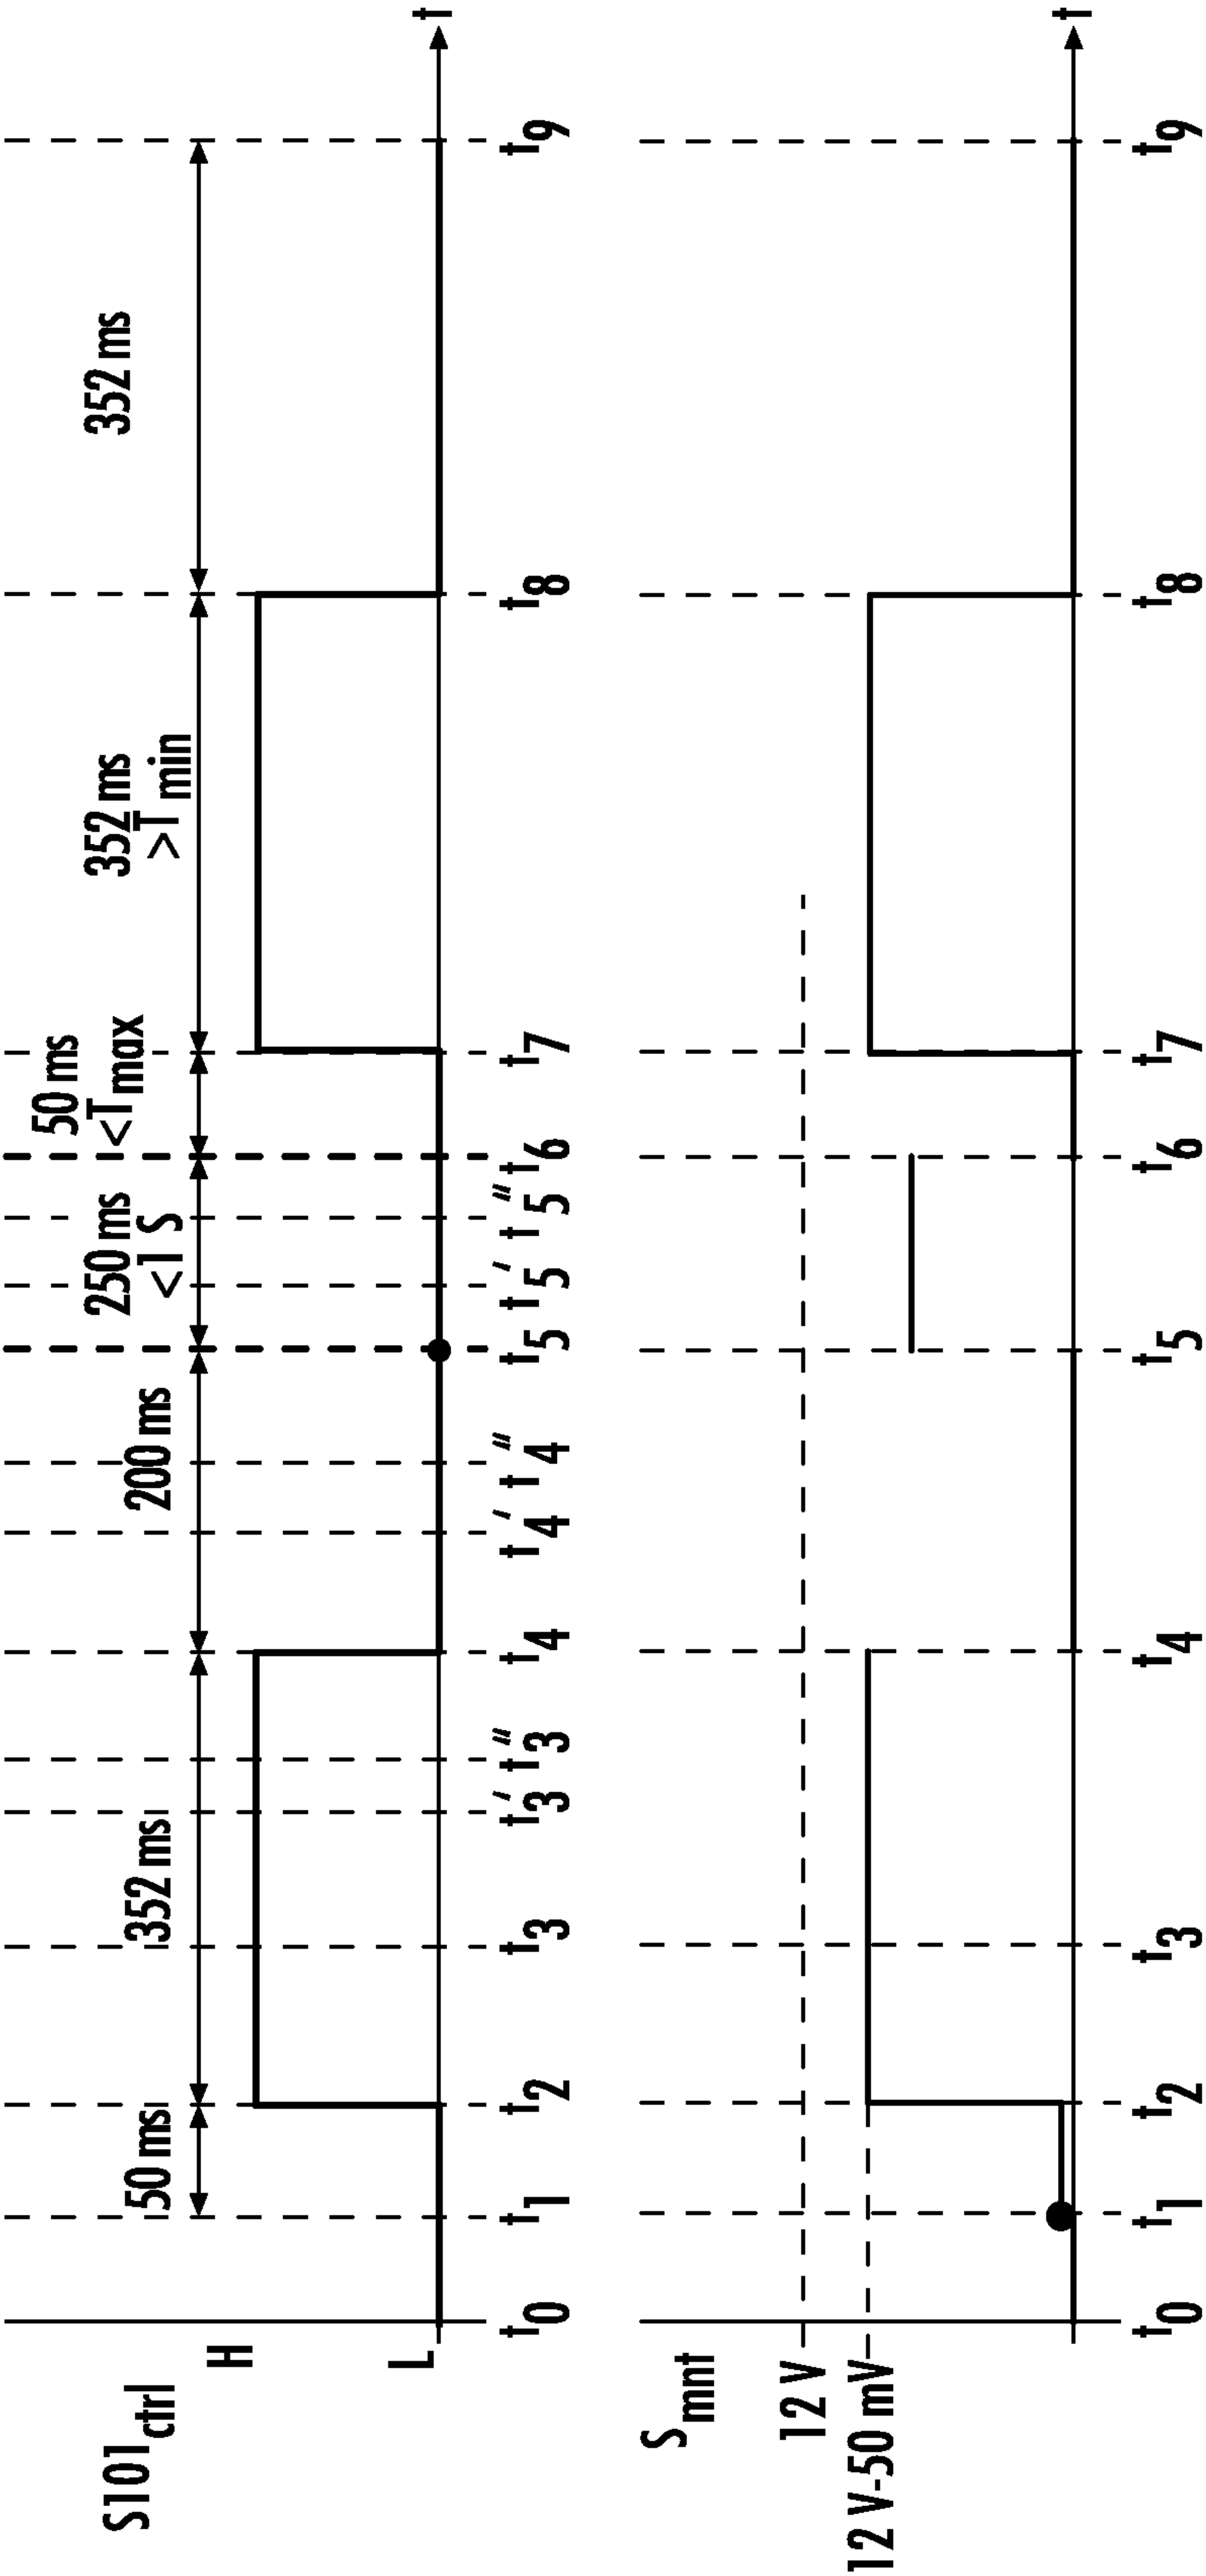 S101ctrl
H
L
50 ms
352 ms
200 ms
250 ms
<1 S
50 ms
<Tmax
352 ms
>Tmin
352 ms
t
t0 t1 t2 t3 t3' t3" t4 t4' t4" t5 t5' t5" t6 t7 t8 t9
Smnt
12 V
12 V-50 mV
t
t0 t1 t2 t3 t4 t5 t6 t7 t8 t9